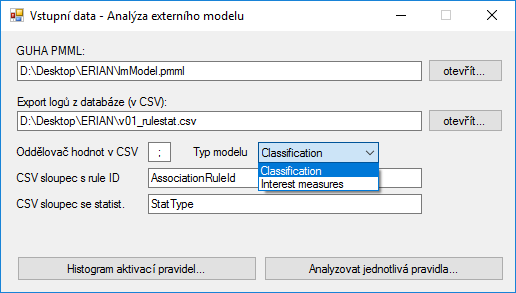 Vstupní data - Analýza externího modelu
GUHA PMML:
D:\Desktop\ERIAN\lmModel.pmml
otevřít...
Export logů z databáze (v CSV):
D:\Desktop\ERIAN\v01_rulestat.csv
otevřít...
Oddělovač hodnot v CSV ; Typ modelu Classification
Classification
CSV sloupec s rule ID AssociationRuleId Interest measures
CSV sloupec se statist. StatType
Histogram aktivací pravidel... Analyzovat jednotlivá pravidla...